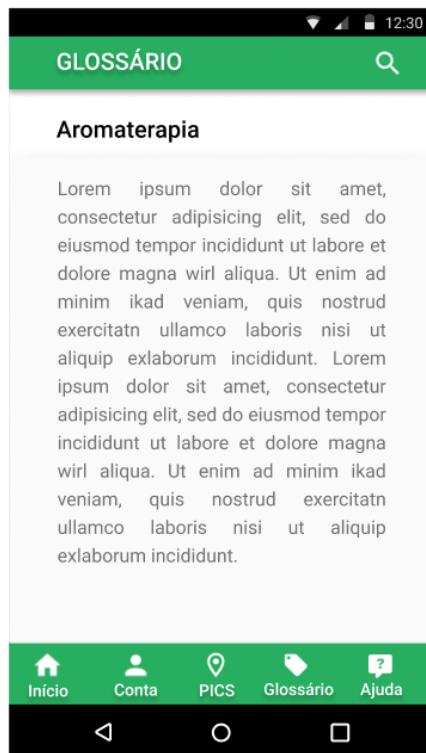 12:30
GLOSSÁRIO
Aromaterapia
Lorem ipsum dolor sit amet,
consectetur adipisicing elit, sed do
eiusmod tempor incididunt ut labore et
dolore magna wirl aliqua. Ut enim ad
minim ikad veniam, quis nostrud
exercitatn ullamco laboris nisi ut
aliquip exlaborum incididunt. Lorem
ipsum dolor sit amet, consectetur
adipisicing elit, sed do eiusmod tempor
incididunt ut labore et dolore magna
wirl aliqua. Ut enim ad minim ikad
veniam, quis nostrud exercitatn
ullamco laboris nisi ut aliquip
exlaborum incididunt.
Início Conta PICS Glossário Ajuda